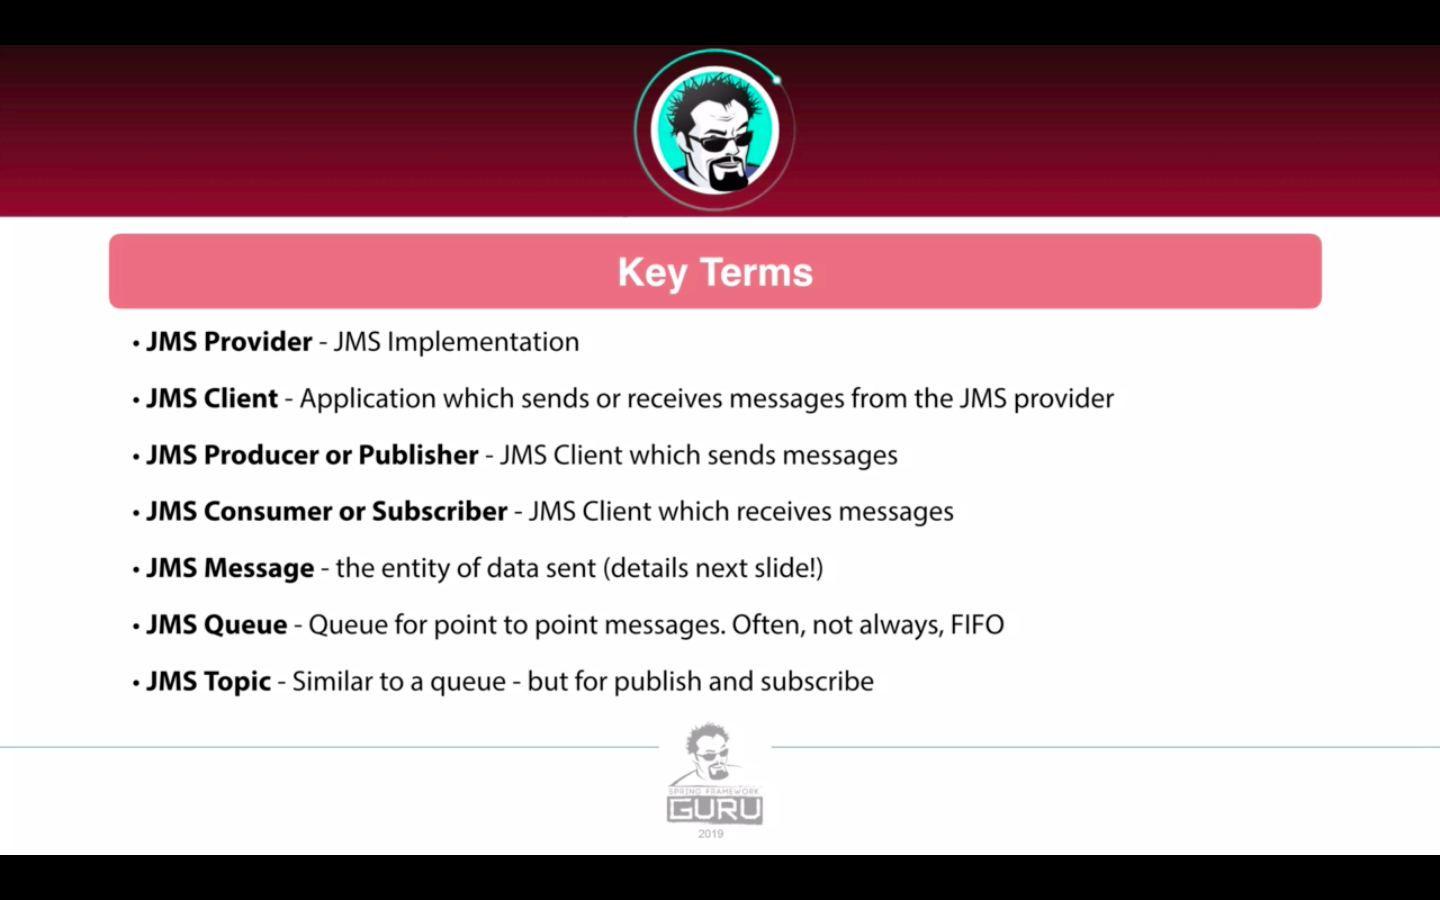 Key Terms
• JMS Provider - JMS Implementation
• JMS Client - Application which sends or receives messages from the JMS provider
• JMS Producer or Publisher - JMS Client which sends messages
• JMS Consumer or Subscriber - JMS Client which receives messages
• JMS Message - the entity of data sent (details next slide!)
• JMS Queue - Queue for point to point messages. Often, not always, FIFO
• JMS Topic - Similar to a queue - but for publish and subscribe
SPRING FRAMEWORK
GURU
2019